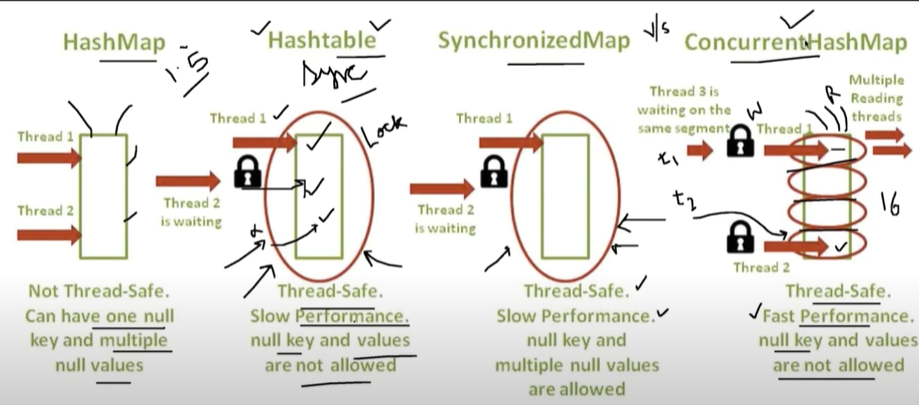 HashMap
1.5
Thread 1
Thread 2
Not Thread-Safe.
Can have one null
key and multiple
null values
Hashtable
Sync
Thread 1
Lock
Thread 2
is waiting
Thread-Safe.
Slow Performance.
null key and values
are not allowed
SynchronizedMap
Thread 1
Thread 2
is waiting
Thread-Safe.
Slow Performance.
null key and
multiple null values
are allowed
v/s
ConcurrentHashMap
Thread 3 is
waiting on the
same segment
W
R
Multiple
Reading
threads
Thread 1
t1
t2
16
Thread 2
Thread-Safe.
Fast Performance.
null key and values
are not allowed